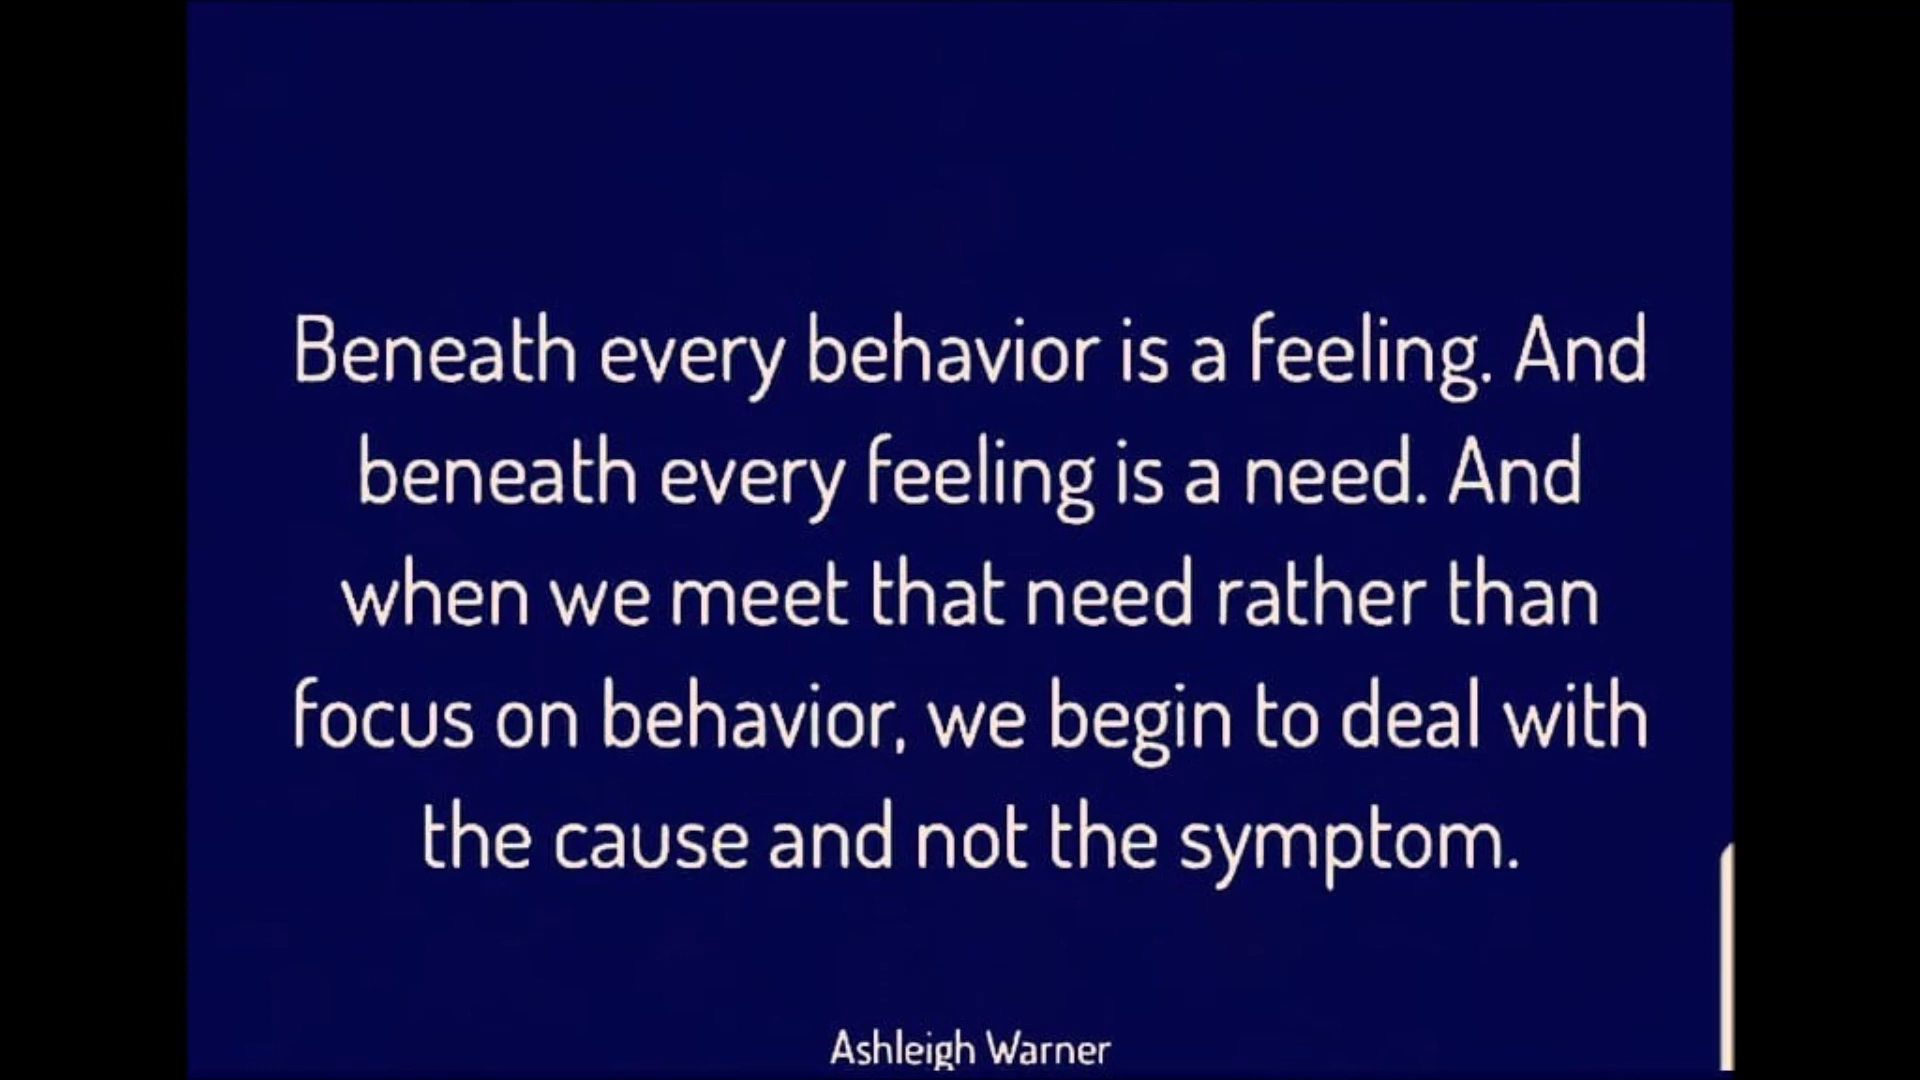 Beneath every behavior is a feeling. And
beneath every feeling is a need. And
when we meet that need rather than
focus on behavior, we begin to deal with
the cause and not the symptom.
Ashleigh Warner